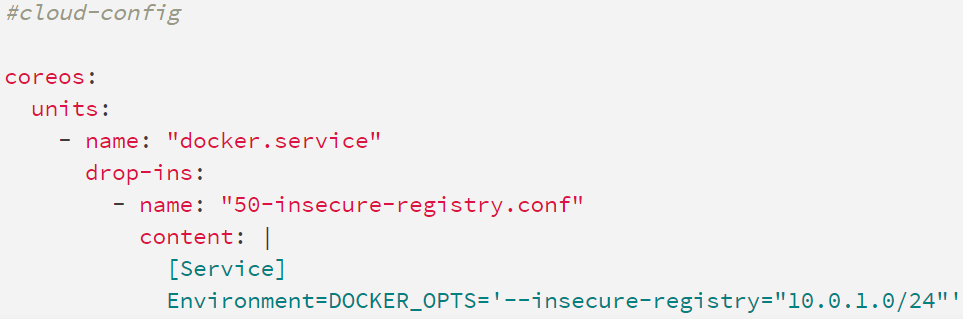 #cloud-config
coreos:
units:
- name: "docker.service"
drop-ins:
- name: "50-insecure-registry.conf"
content: |
[Service]
Environment=DOCKER_OPTS='--insecure-registry="10.0.1.0/24"'